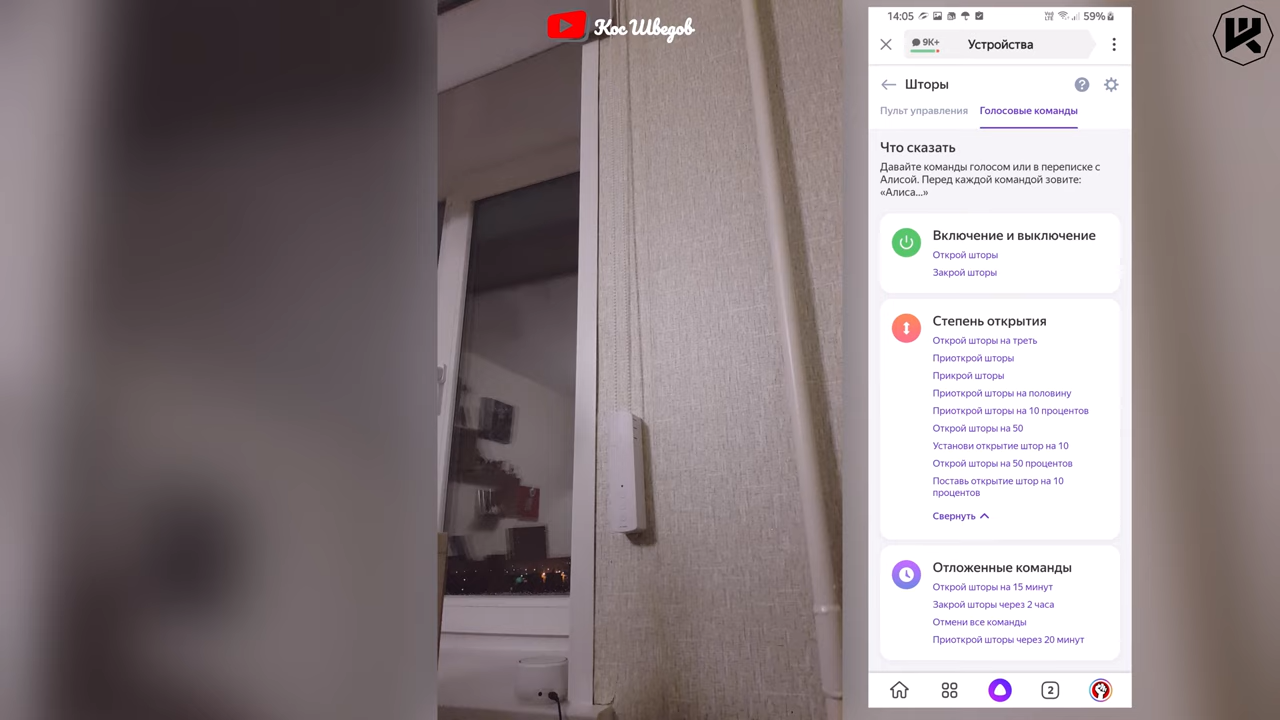 Кос Шведов
14:05
59%
9K+
Устройства
Шторы
Пульт управления
Голосовые команды
Что сказать
Давайте команды голосом или в переписке с
Алисой. Перед каждой командой зовите:
«Алиса...»
Включение и выключение
Открой шторы
Закрой шторы
Степень открытия
Открой шторы на треть
Приоткрой шторы
Прикрой шторы
Приоткрой шторы на половину
Приоткрой шторы на 10 процентов
Открой шторы на 50
Установи открытие штор на 10
Открой шторы на 50 процентов
Поставь открытие штор на 10
процентов
Свернуть
Отложенные команды
Открой шторы на 15 минут
Закрой шторы через 2 часа
Отмени все команды
Приоткрой шторы через 20 минут
2